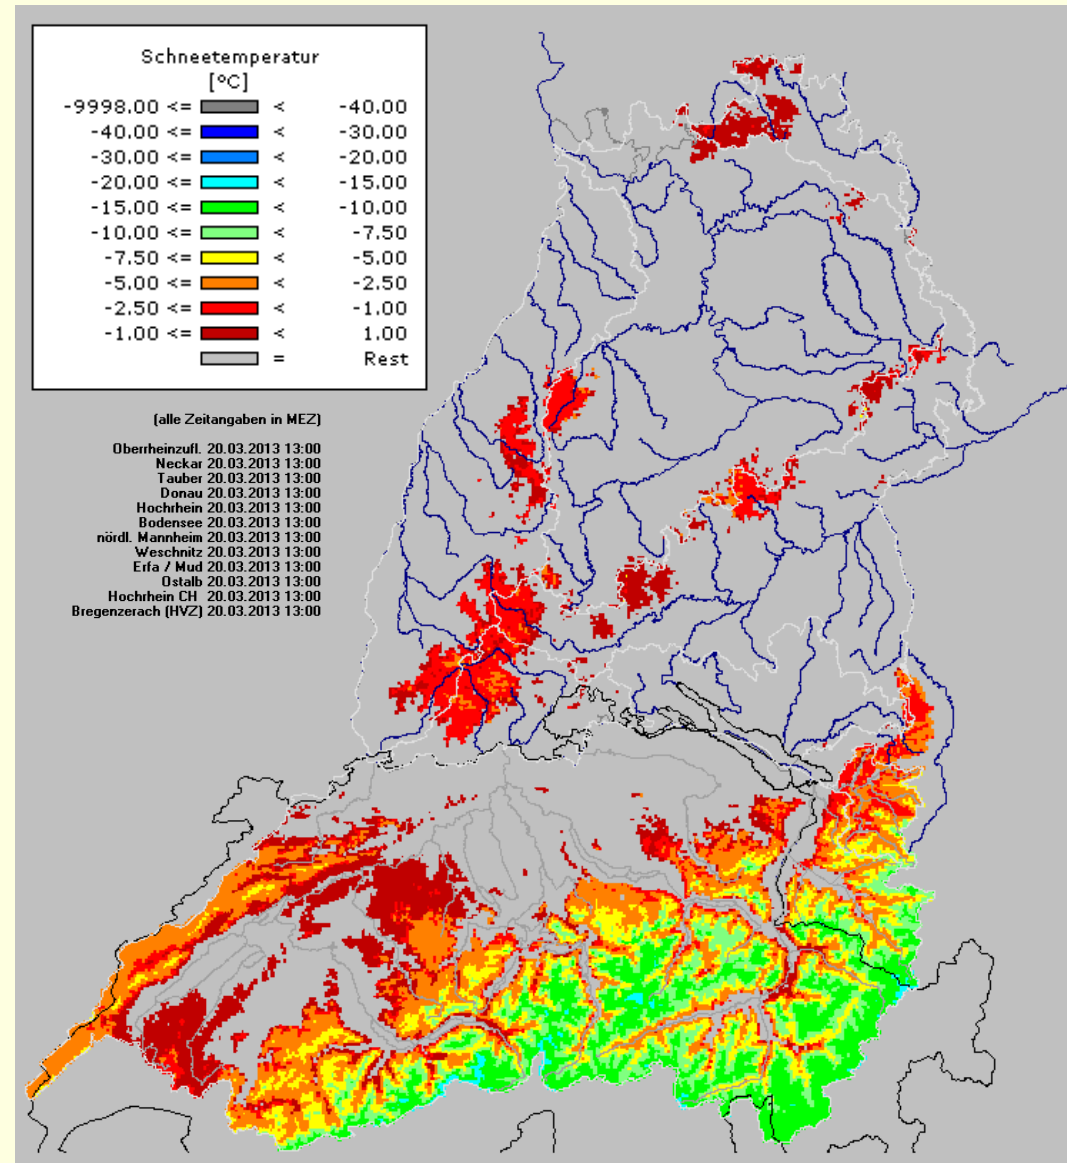 Schneetemperatur
[°C]
-9998.00 <= < -40.00
-40.00 <= < -30.00
-30.00 <= < -20.00
-20.00 <= < -15.00
-15.00 <= < -10.00
-10.00 <= < -7.50
-7.50 <= < -5.00
-5.00 <= < -2.50
-2.50 <= < -1.00
-1.00 <= < 1.00
= Rest
(alle Zeitangaben in MEZ)
Oberrheinzufl. 20.03.2013 13:00
Neckar 20.03.2013 13:00
Tauber 20.03.2013 13:00
Donau 20.03.2013 13:00
Hochrhein 20.03.2013 13:00
Bodensee 20.03.2013 13:00
nördl. Mannheim 20.03.2013 13:00
Weschnitz 20.03.2013 13:00
Erfa / Mud 20.03.2013 13:00
Ostalb 20.03.2013 13:00
Hochrhein CH 20.03.2013 13:00
Bregenzerach (HVZ) 20.03.2013 13:00